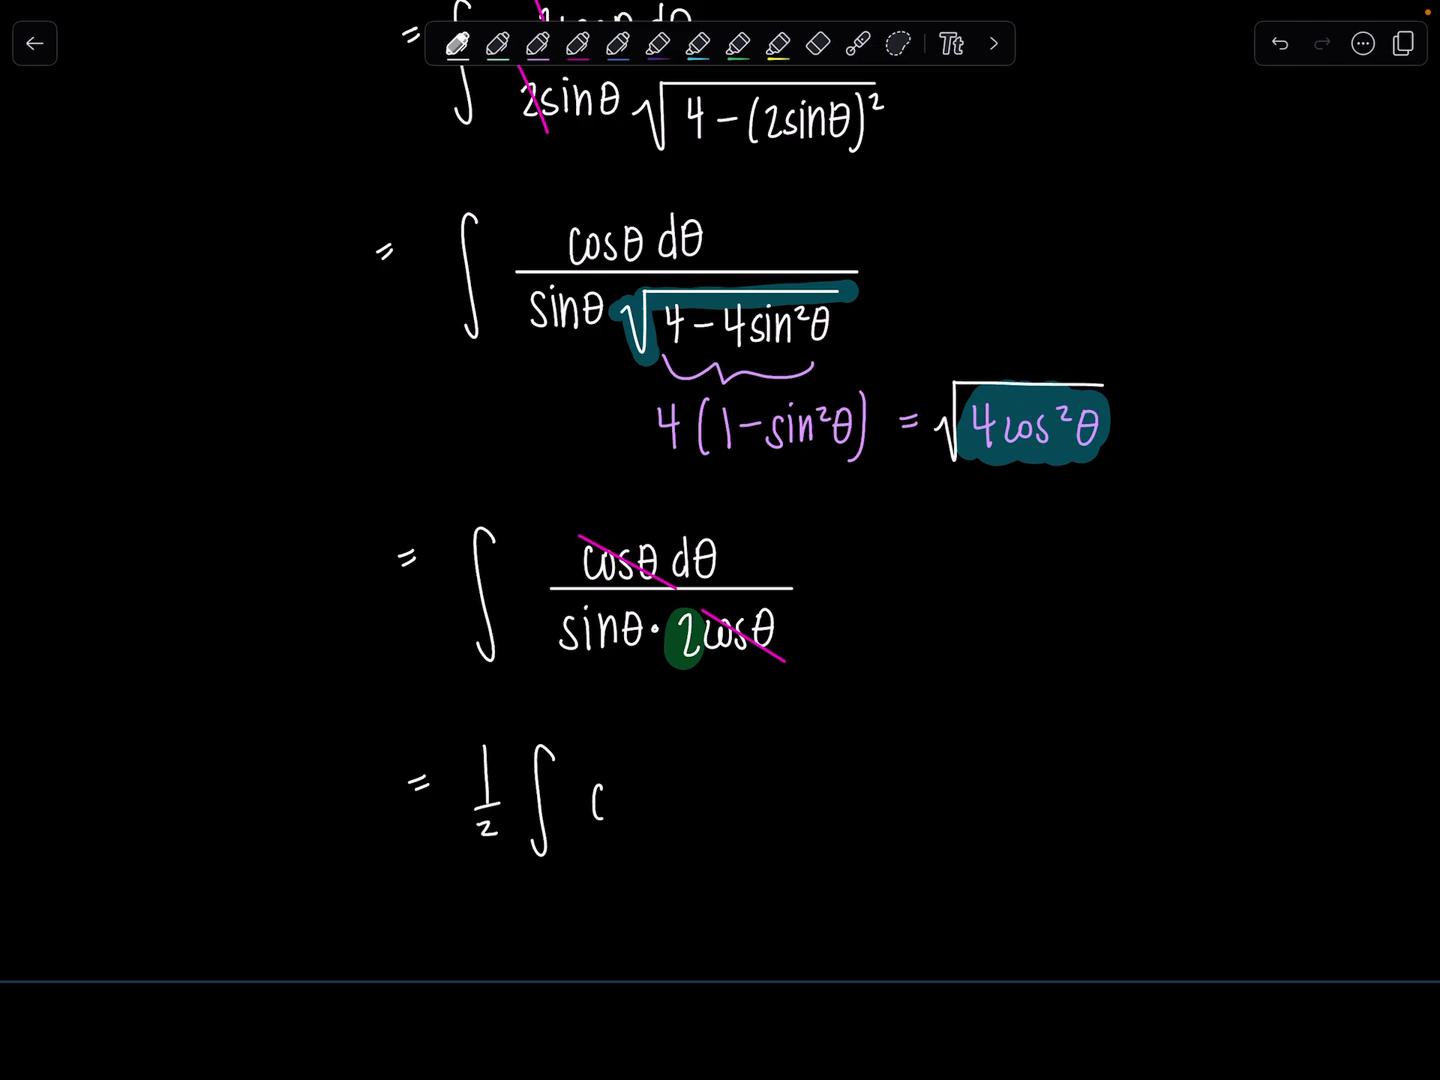 Tt
=
∫
2sinθ √(4 − (2sinθ)²)
= ∫ cosθ dθ
sinθ √(4 − 4sin²θ)
4(1 − sin²θ) = √(4cos²θ)
= ∫ cosθ dθ
sinθ · 2cosθ
= 1/2 ∫ c